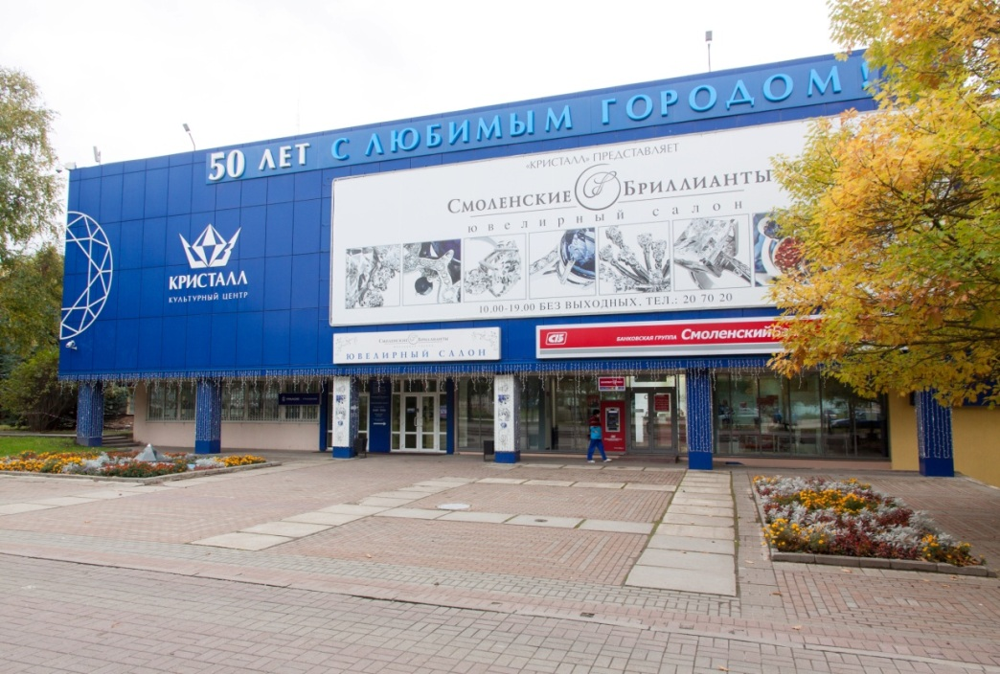 50 ЛЕТ С ЛЮБИМЫМ ГОРОДОМ!
«КРИСТАЛЛ» ПРЕДСТАВЛЯЕТ
СМОЛЕНСКИЕ БРИЛЛИАНТЫ
ювелирный салон
10.00-19.00 БЕЗ ВЫХОДНЫХ, ТЕЛ.: 20 70 20
КРИСТАЛЛ
КУЛЬТУРНЫЙ ЦЕНТР
СМОЛЕНСКИЕ БРИЛЛИАНТЫ
ЮВЕЛИРНЫЙ САЛОН
СБ БАНКОВСКАЯ ГРУППА СМОЛЕНСКИЙ